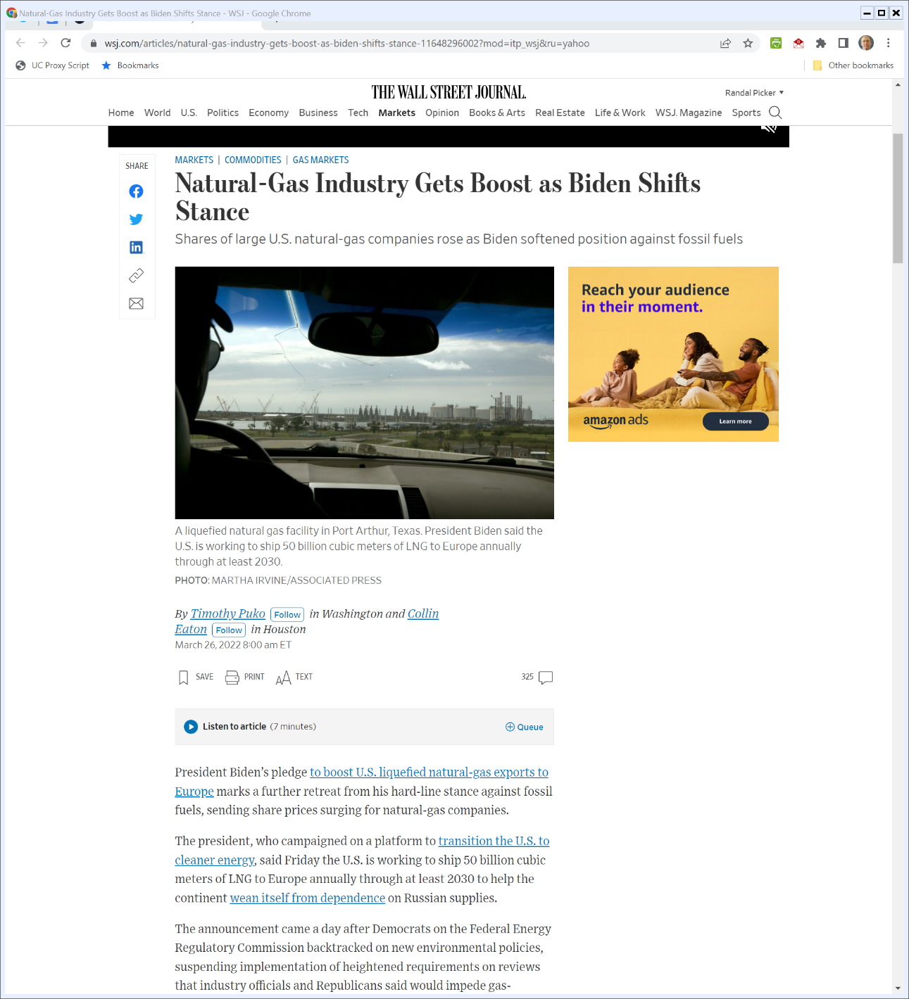 Natural-Gas Industry Gets Boost as Biden Shifts Stance - WSJ - Google Chrome
wsj.com/articles/natural-gas-industry-gets-boost-as-biden-shifts-stance-11648296002?mod=itp_wsj&ru=yahoo
UC Proxy Script Bookmarks Other bookmarks
THE WALL STREET JOURNAL.
Randal Picker
Home World U.S. Politics Economy Business Tech Markets Opinion Books & Arts Real Estate Life & Work WSJ. Magazine Sports
SHARE
MARKETS | COMMODITIES | GAS MARKETS
Natural-Gas Industry Gets Boost as Biden Shifts
Stance
Shares of large U.S. natural-gas companies rose as Biden softened position against fossil fuels
Reach your audience
in their moment.
amazon ads
Learn more
A liquefied natural gas facility in Port Arthur, Texas. President Biden said the
U.S. is working to ship 50 billion cubic meters of LNG to Europe annually
through at least 2030.
PHOTO: MARTHA IRVINE/ASSOCIATED PRESS
By Timothy Puko Follow in Washington and Collin
Eaton Follow in Houston
March 26, 2022 8:00 am ET
SAVE PRINT TEXT 325
Listen to article (7 minutes) Queue
President Biden's pledge to boost U.S. liquefied natural-gas exports to
Europe marks a further retreat from his hard-line stance against fossil
fuels, sending share prices surging for natural-gas companies.
The president, who campaigned on a platform to transition the U.S. to
cleaner energy, said Friday the U.S. is working to ship 50 billion cubic
meters of LNG to Europe annually through at least 2030 to help the
continent wean itself from dependence on Russian supplies.
The announcement came a day after Democrats on the Federal Energy
Regulatory Commission backtracked on new environmental policies,
suspending implementation of heightened requirements on reviews
that industry officials and Republicans said would impede gas-